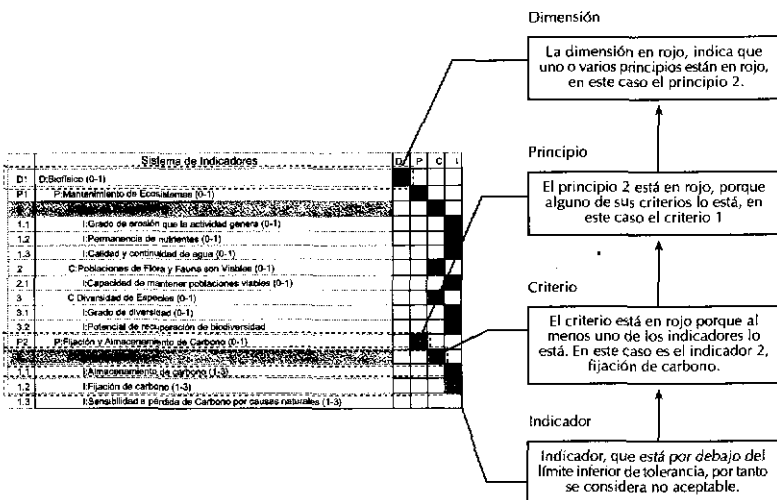 Dimensión
La dimensión en rojo, indica que
uno o varios principios están en rojo,
en este caso el principio 2.
Sistema de Indicadores D P C I
D1 D:Biofísico (0-1)
P1 P:Mantenimiento de Ecosistemas (0-1)
1.1 I:Grado de erosión que la actividad genera (0-1)
1.2 I:Permanencia de nutrientes (0-1)
1.3 I:Calidad y continuidad de agua (0-1)
2 C:Poblaciones de Flora y Fauna son Viables (0-1)
2.1 I:Capacidad de mantener poblaciones viables (0-1)
3 C:Diversidad de Especies (0-1)
3.1 I:Grado de diversidad (0-1)
3.2 I:Potencial de recuperación de biodiversidad
P2 P:Fijación y Almacenamiento de Carbono (0-1)
1.1 I:Almacenamiento de carbono (1-3)
1.2 I:Fijación de carbono (1-3)
1.3 I:Sensibilidad a pérdida de Carbono por causas naturales (1-3)
Principio
El principio 2 está en rojo, porque
alguno de sus criterios lo está, en
este caso el criterio 1
Criterio
El criterio está en rojo porque al
menos uno de los indicadores lo
está. En este caso es el indicador 2,
fijación de carbono.
Indicador
Indicador, que está por debajo del
límite inferior de tolerancia, por tanto
se considera no aceptable.